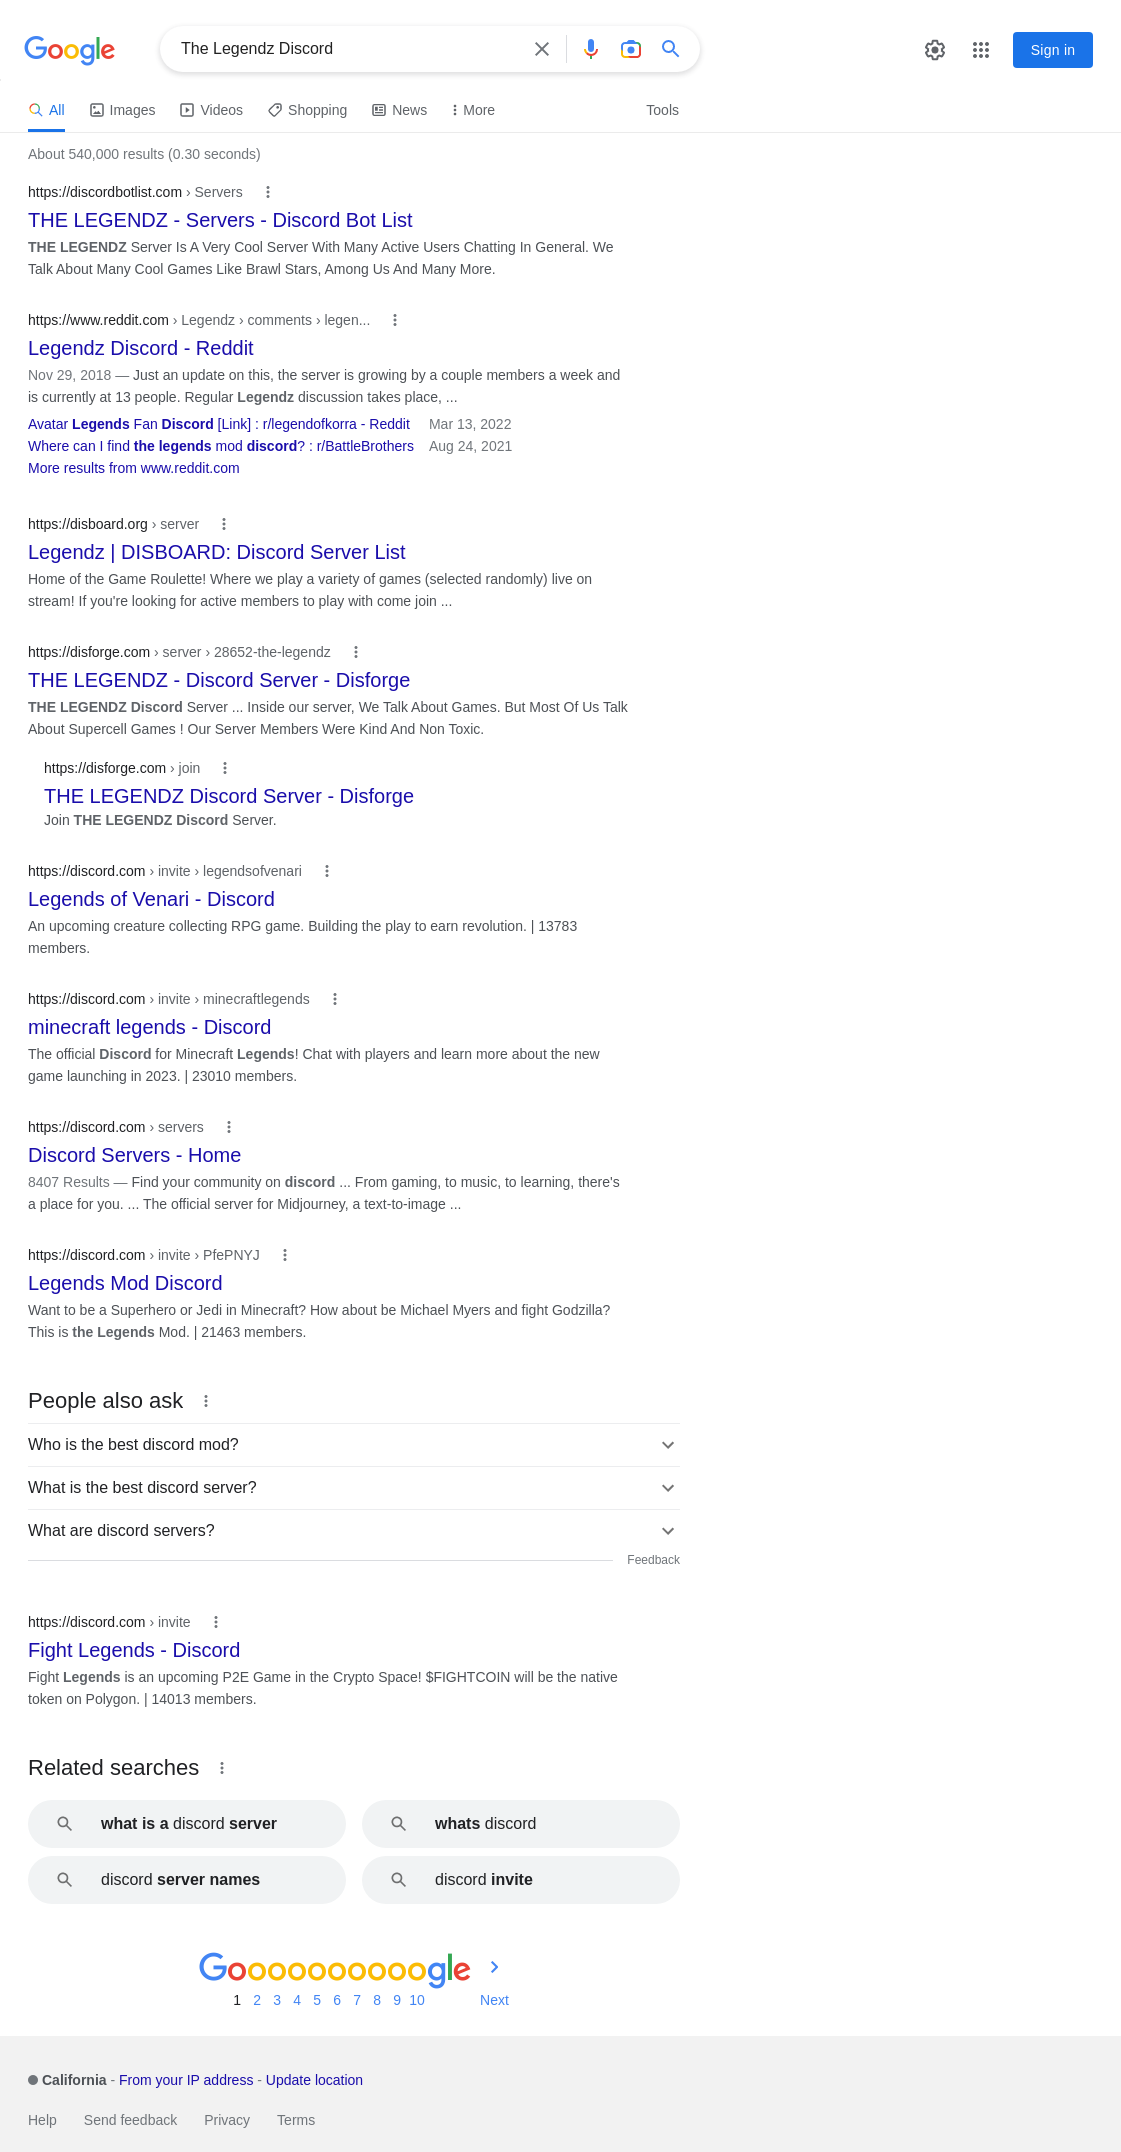 Google
The Legendz Discord
Sign in
All Images Videos Shopping News More Tools
About 540,000 results (0.30 seconds)
https://discordbotlist.com › Servers
THE LEGENDZ - Servers - Discord Bot List
THE LEGENDZ Server Is A Very Cool Server With Many Active Users Chatting In General. We
Talk About Many Cool Games Like Brawl Stars, Among Us And Many More.
https://www.reddit.com › Legendz › comments › legen...
Legendz Discord - Reddit
Nov 29, 2018 — Just an update on this, the server is growing by a couple members a week and
is currently at 13 people. Regular Legendz discussion takes place, ...
Avatar Legends Fan Discord [Link] : r/legendofkorra - Reddit Mar 13, 2022
Where can I find the legends mod discord? : r/BattleBrothers Aug 24, 2021
More results from www.reddit.com
https://disboard.org › server
Legendz | DISBOARD: Discord Server List
Home of the Game Roulette! Where we play a variety of games (selected randomly) live on
stream! If you're looking for active members to play with come join ...
https://disforge.com › server › 28652-the-legendz
THE LEGENDZ - Discord Server - Disforge
THE LEGENDZ Discord Server ... Inside our server, We Talk About Games. But Most Of Us Talk
About Supercell Games ! Our Server Members Were Kind And Non Toxic.
https://disforge.com › join
THE LEGENDZ Discord Server - Disforge
Join THE LEGENDZ Discord Server.
https://discord.com › invite › legendsofvenari
Legends of Venari - Discord
An upcoming creature collecting RPG game. Building the play to earn revolution. | 13783
members.
https://discord.com › invite › minecraftlegends
minecraft legends - Discord
The official Discord for Minecraft Legends! Chat with players and learn more about the new
game launching in 2023. | 23010 members.
https://discord.com › servers
Discord Servers - Home
8407 Results — Find your community on discord ... From gaming, to music, to learning, there's
a place for you. ... The official server for Midjourney, a text-to-image ...
https://discord.com › invite › PfePNYJ
Legends Mod Discord
Want to be a Superhero or Jedi in Minecraft? How about be Michael Myers and fight Godzilla?
This is the Legends Mod. | 21463 members.
People also ask
Who is the best discord mod?
What is the best discord server?
What are discord servers?
Feedback
https://discord.com › invite
Fight Legends - Discord
Fight Legends is an upcoming P2E Game in the Crypto Space! $FIGHTCOIN will be the native
token on Polygon. | 14013 members.
Related searches
what is a discord server
whats discord
discord server names
discord invite
Goooooooooogle
1 2 3 4 5 6 7 8 9 10 Next
California - From your IP address - Update location
Help Send feedback Privacy Terms